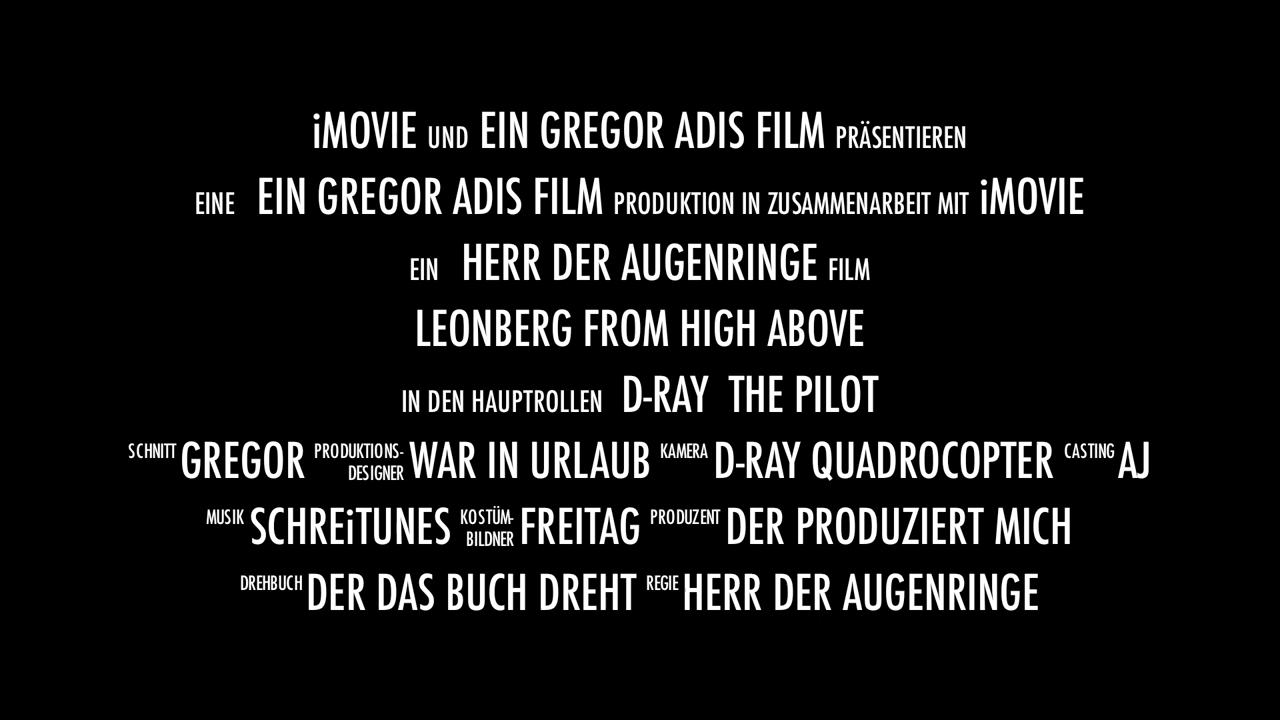 iMOVIE UND EIN GREGOR ADIS FILM PRÄSENTIEREN
EINE EIN GREGOR ADIS FILM PRODUKTION IN ZUSAMMENARBEIT MIT iMOVIE
EIN HERR DER AUGENRINGE FILM
LEONBERG FROM HIGH ABOVE
IN DEN HAUPTROLLEN D-RAY THE PILOT
SCHNITT GREGOR PRODUKTIONS-DESIGNER WAR IN URLAUB KAMERA D-RAY QUADROCOPTER CASTING AJ
MUSIK SCHREiTUNES KOSTÜM-BILDNER FREITAG PRODUZENT DER PRODUZIERT MICH
DREHBUCH DER DAS BUCH DREHT REGIE HERR DER AUGENRINGE